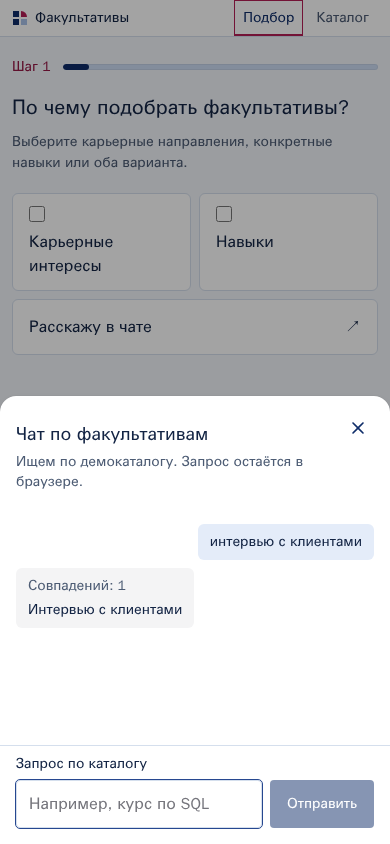 Факультативы
Подбор
Каталог
Шаг 1
По чему подобрать факультативы?
Выберите карьерные направления, конкретные
навыки или оба варианта.
Карьерные
интересы
Навыки
Расскажу в чате
Чат по факультативам
Ищем по демокаталогу. Запрос остаётся в
браузере.
интервью с клиентами
Совпадений: 1
Интервью с клиентами
Запрос по каталогу
Например, курс по SQL
Отправить